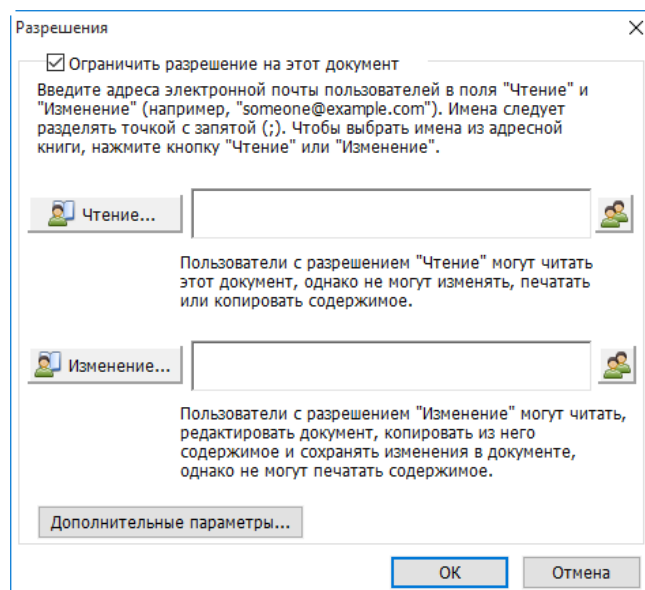 Разрешения
Ограничить разрешение на этот документ
Введите адреса электронной почты пользователей в поля "Чтение" и
"Изменение" (например, "someone@example.com"). Имена следует
разделять точкой с запятой (;). Чтобы выбрать имена из адресной
книги, нажмите кнопку "Чтение" или "Изменение".
Чтение...
Пользователи с разрешением "Чтение" могут читать
этот документ, однако не могут изменять, печатать
или копировать содержимое.
Изменение...
Пользователи с разрешением "Изменение" могут читать,
редактировать документ, копировать из него
содержимое и сохранять изменения в документе,
однако не могут печатать содержимое.
Дополнительные параметры...
ОК
Отмена